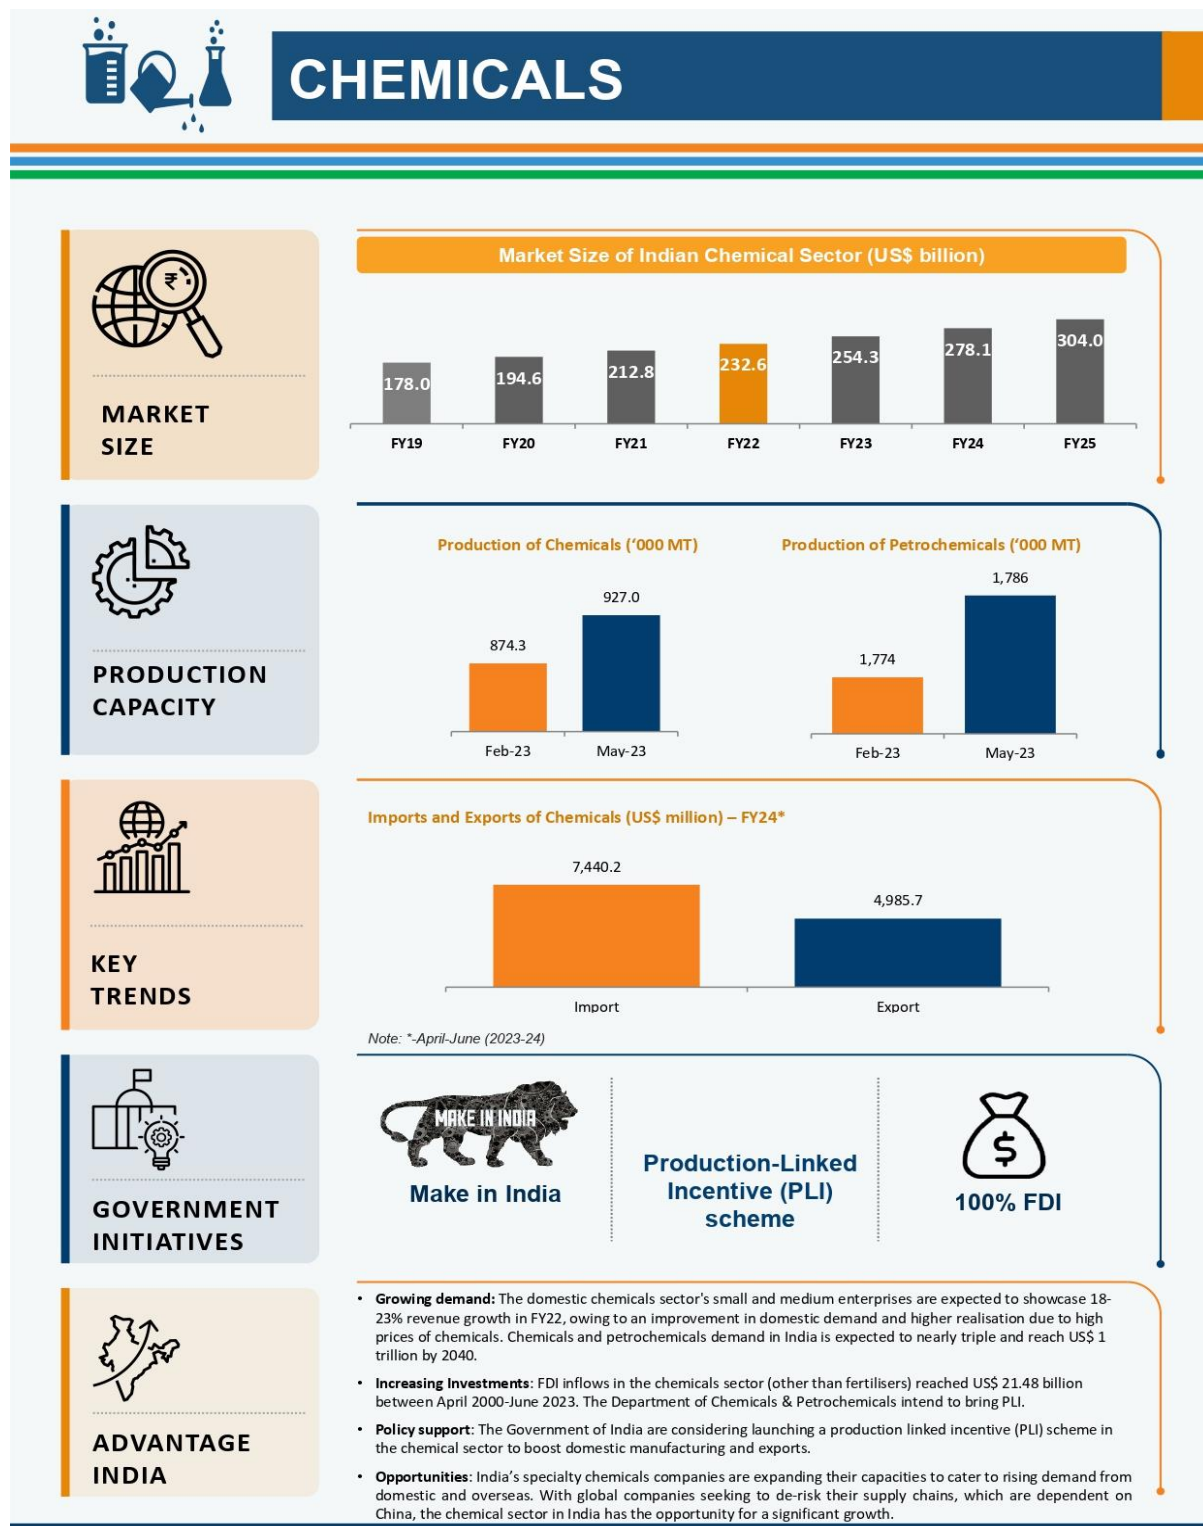 CHEMICALS
₹
MARKET
SIZE
Market Size of Indian Chemical Sector (US$ billion)
178.0
194.6
212.8
232.6
254.3
278.1
304.0
FY19
FY20
FY21
FY22
FY23
FY24
FY25
PRODUCTION
CAPACITY
Production of Chemicals (‘000 MT)
874.3
927.0
Feb-23
May-23
Production of Petrochemicals (‘000 MT)
1,774
1,786
Feb-23
May-23
KEY
TRENDS
Imports and Exports of Chemicals (US$ million) – FY24*
7,440.2
4,985.7
Import
Export
Note: *-April-June (2023-24)
GOVERNMENT
INITIATIVES
MAKE IN INDIA
Make in India
Production-Linked
Incentive (PLI)
scheme
$
100% FDI
ADVANTAGE
INDIA
• Growing demand: The domestic chemicals sector's small and medium enterprises are expected to showcase 18-
23% revenue growth in FY22, owing to an improvement in domestic demand and higher realisation due to high
prices of chemicals. Chemicals and petrochemicals demand in India is expected to nearly triple and reach US$ 1
trillion by 2040.
• Increasing Investments: FDI inflows in the chemicals sector (other than fertilisers) reached US$ 21.48 billion
between April 2000-June 2023. The Department of Chemicals & Petrochemicals intend to bring PLI.
• Policy support: The Government of India are considering launching a production linked incentive (PLI) scheme in
the chemical sector to boost domestic manufacturing and exports.
• Opportunities: India’s specialty chemicals companies are expanding their capacities to cater to rising demand from
domestic and overseas. With global companies seeking to de-risk their supply chains, which are dependent on
China, the chemical sector in India has the opportunity for a significant growth.